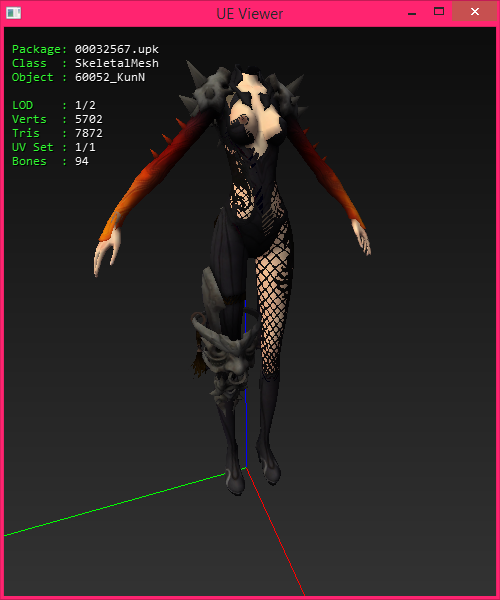 UE Viewer
Package: 00032567.upk
Class  : SkeletalMesh
Object : 60052_KunN
LOD    : 1/2
Verts  : 5702
Tris   : 7872
UV Set : 1/1
Bones  : 94